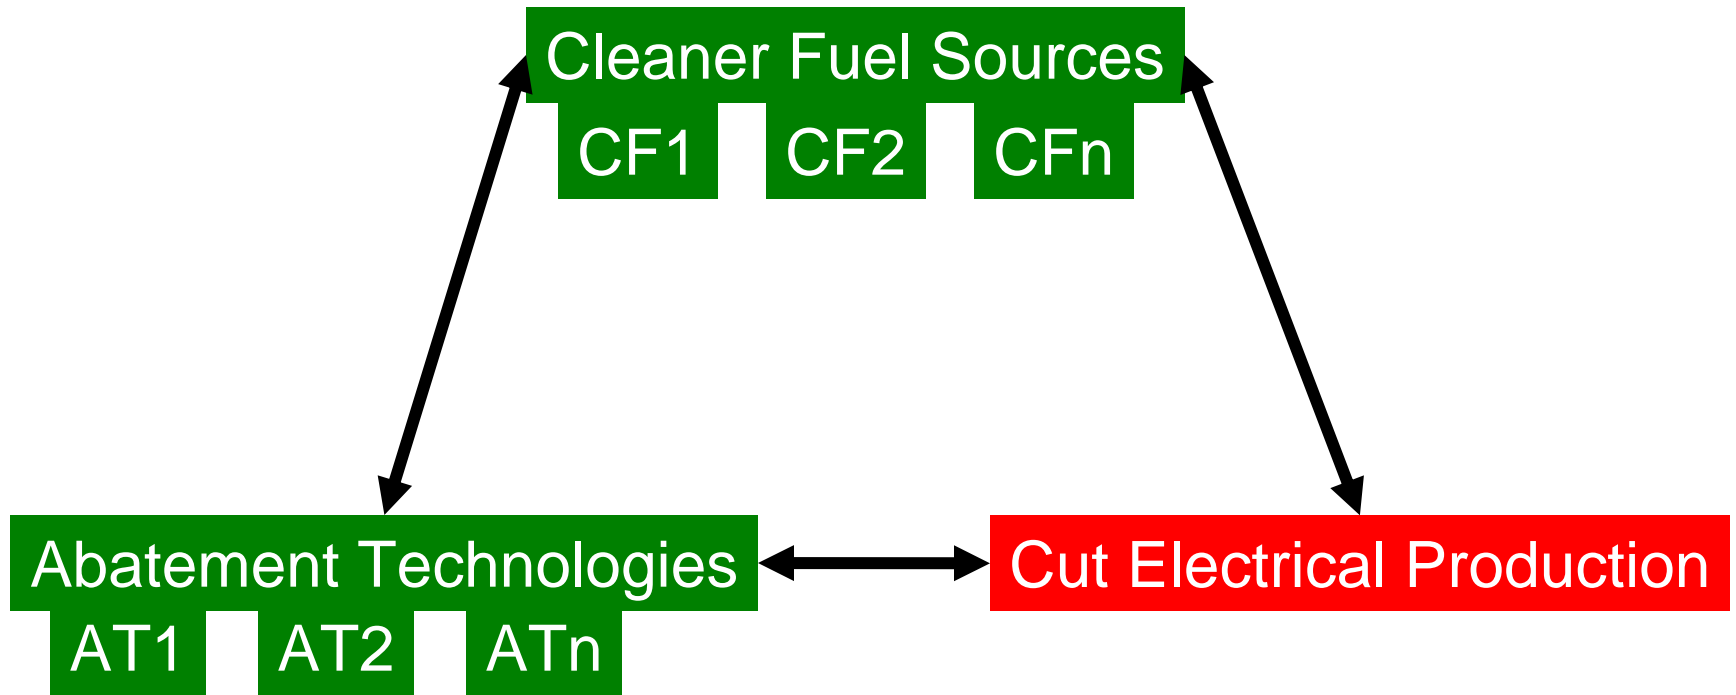 Cleaner Fuel Sources
CF1 CF2 CFn
Abatement Technologies
Cut Electrical Production
AT1 AT2 ATn